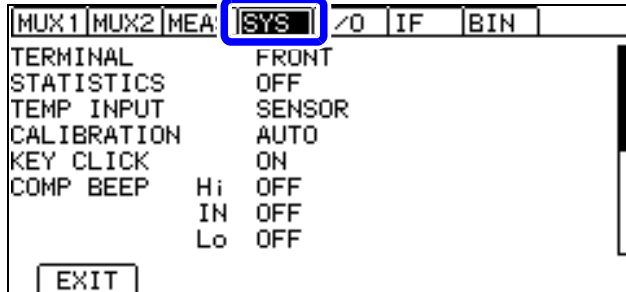 MUX1 MUX2 MEA SYS /O IF BIN
TERMINAL FRONT
STATISTICS OFF
TEMP INPUT SENSOR
CALIBRATION AUTO
KEY CLICK ON
COMP BEEP Hi OFF
IN OFF
Lo OFF
EXIT